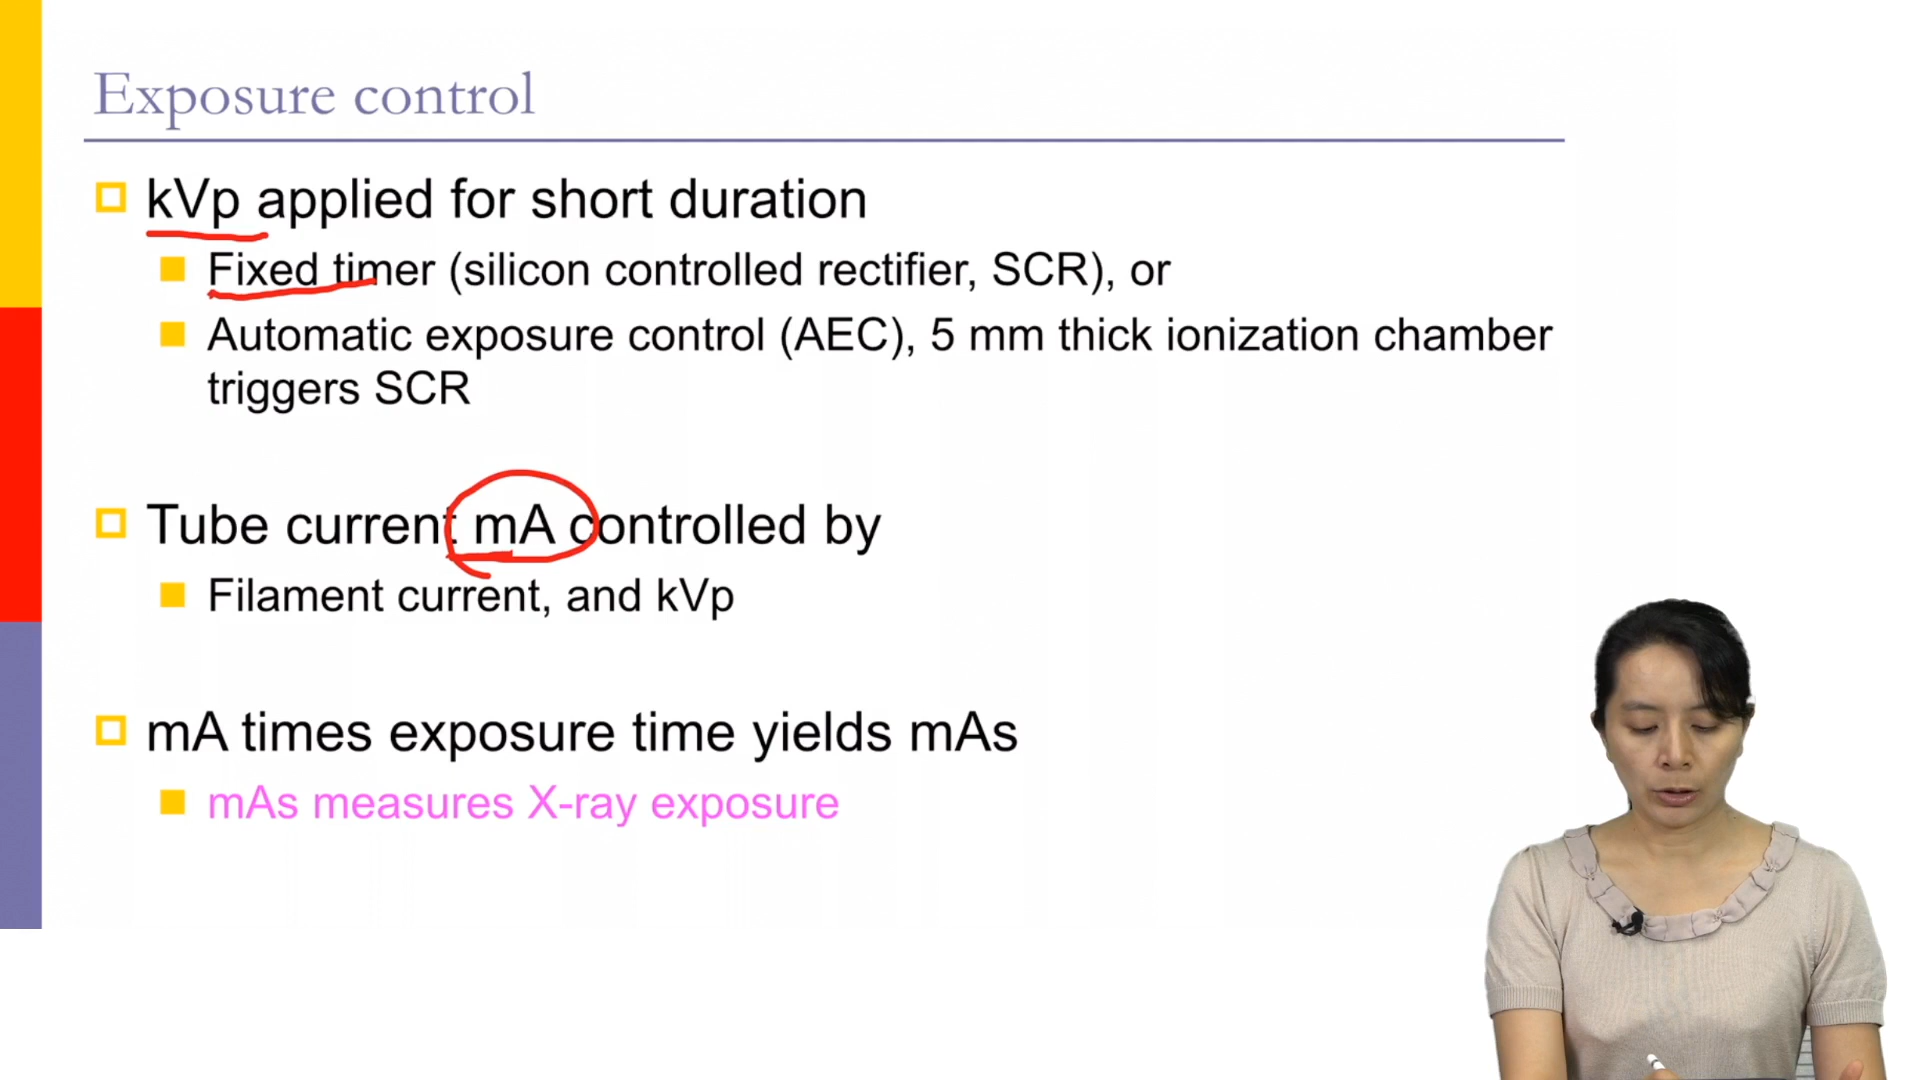 Exposure control
kVp applied for short duration
Fixed timer (silicon controlled rectifier, SCR), or
Automatic exposure control (AEC), 5 mm thick ionization chamber
triggers SCR
Tube current mA controlled by
Filament current, and kVp
mA times exposure time yields mAs
mAs measures X-ray exposure